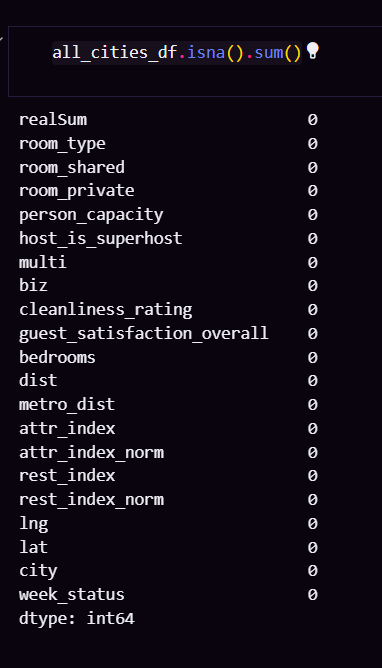 all_cities_df.isna().sum()
realSum 0
room_type 0
room_shared 0
room_private 0
person_capacity 0
host_is_superhost 0
multi 0
biz 0
cleanliness_rating 0
guest_satisfaction_overall 0
bedrooms 0
dist 0
metro_dist 0
attr_index 0
attr_index_norm 0
rest_index 0
rest_index_norm 0
lng 0
lat 0
city 0
week_status 0
dtype: int64